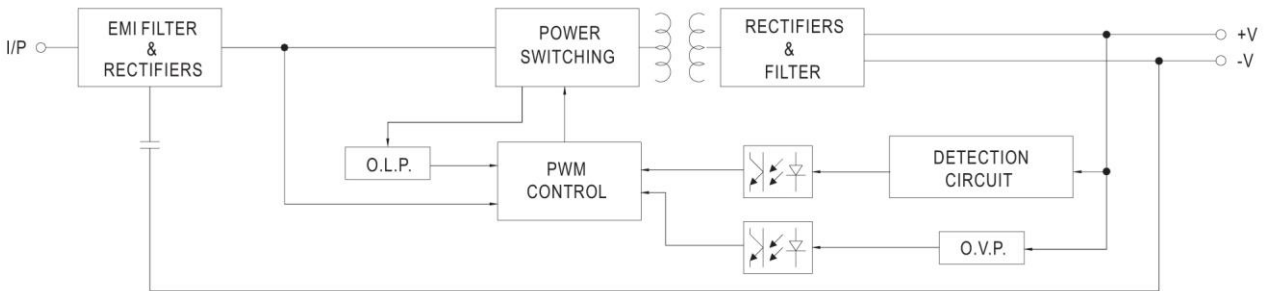 I/P
EMI FILTER
&
RECTIFIERS
POWER
SWITCHING
RECTIFIERS
&
FILTER
+V
-V
O.L.P.
PWM
CONTROL
DETECTION
CIRCUIT
O.V.P.